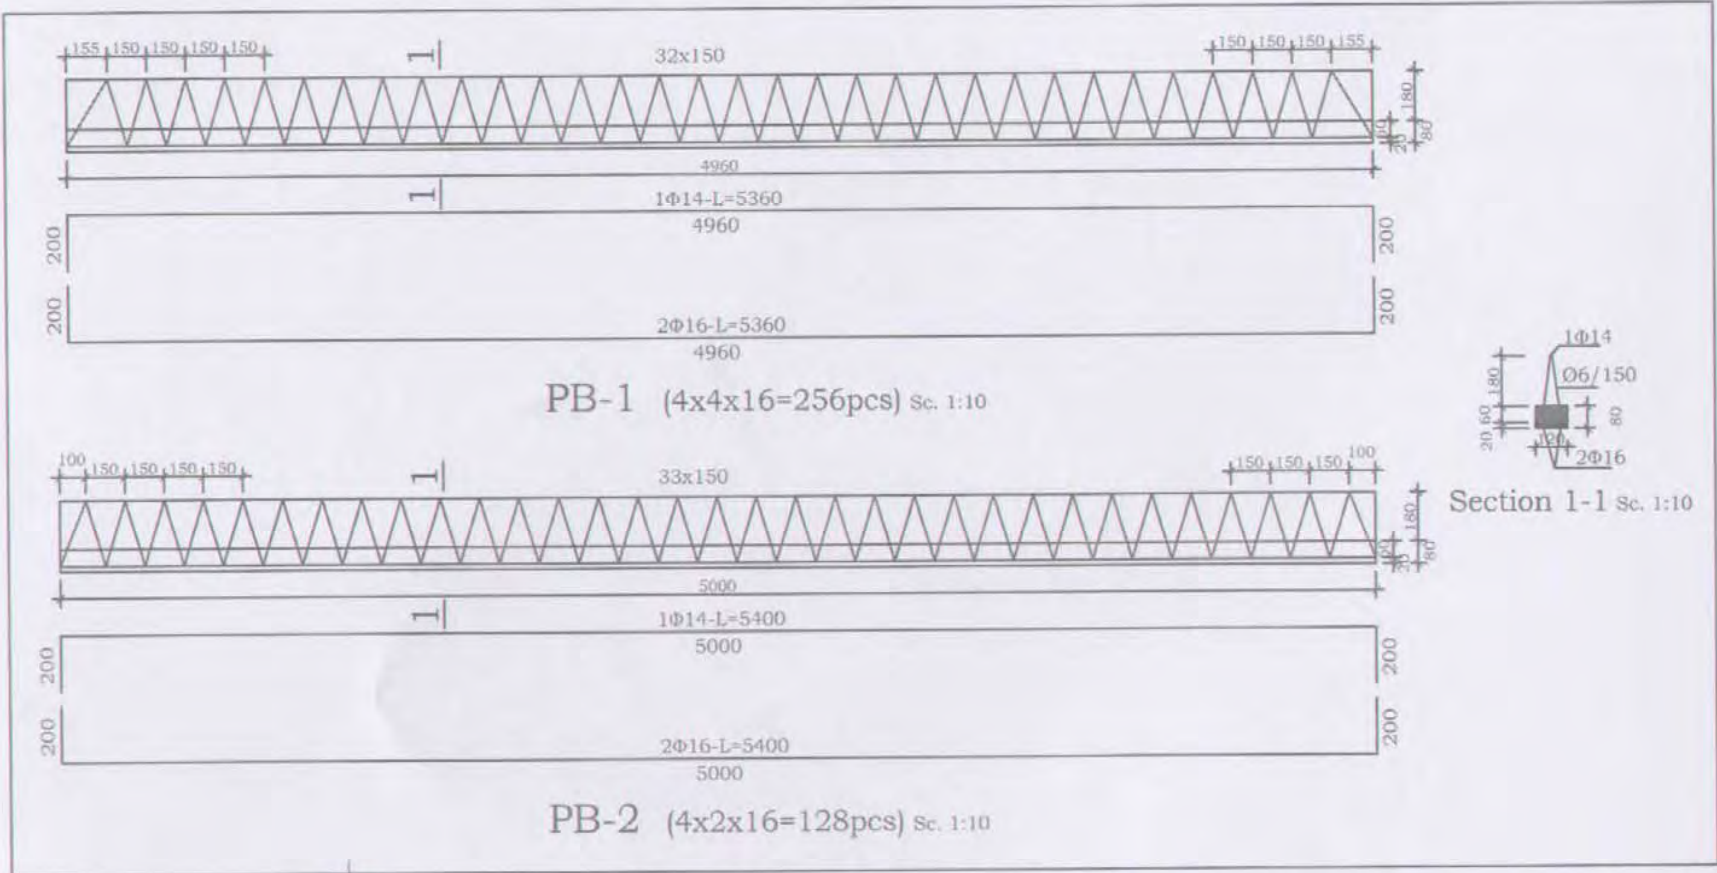 155 150 150 150 150
1
32x150
150 150 150 155
180
60
20
80
4960
1
1Φ14-L=5360
4960
200
200
200
200
2Φ16-L=5360
4960
PB-1 (4x4x16=256pcs) Sc. 1:10
1Φ14
Ø6/150
180
60
20
80
120
2Φ16
Section 1-1 Sc. 1:10
100 150 150 150 150
1
33x150
150 150 150 100
180
20
80
5000
1
1Φ14-L=5400
5000
200
200
200
200
2Φ16-L=5400
5000
PB-2 (4x2x16=128pcs) Sc. 1:10